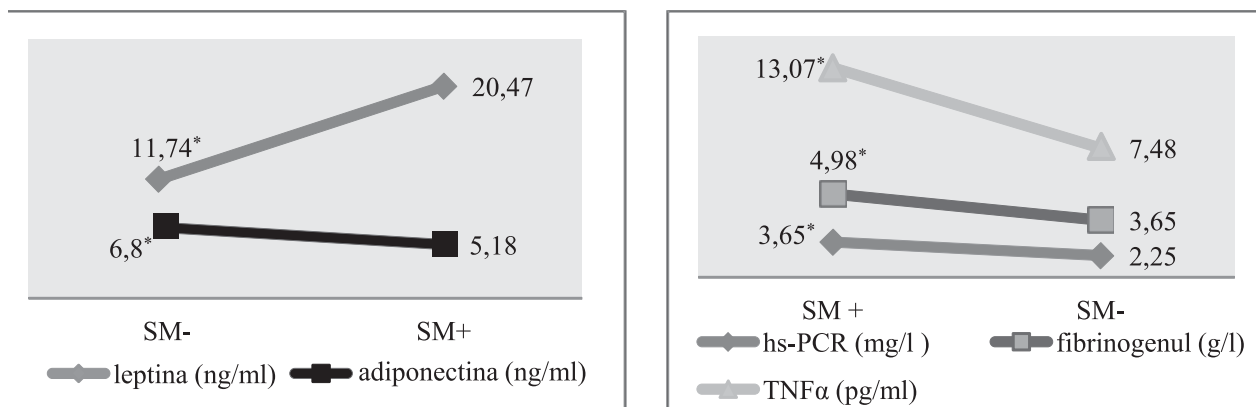 20,47
11,74*
6,8*
5,18
SM-
SM+
leptina (ng/ml)
adiponectina (ng/ml)
13,07*
7,48
4,98*
3,65
3,65*
2,25
SM +
SM-
hs-PCR (mg/l )
fibrinogenul (g/l)
TNFα (pg/ml)